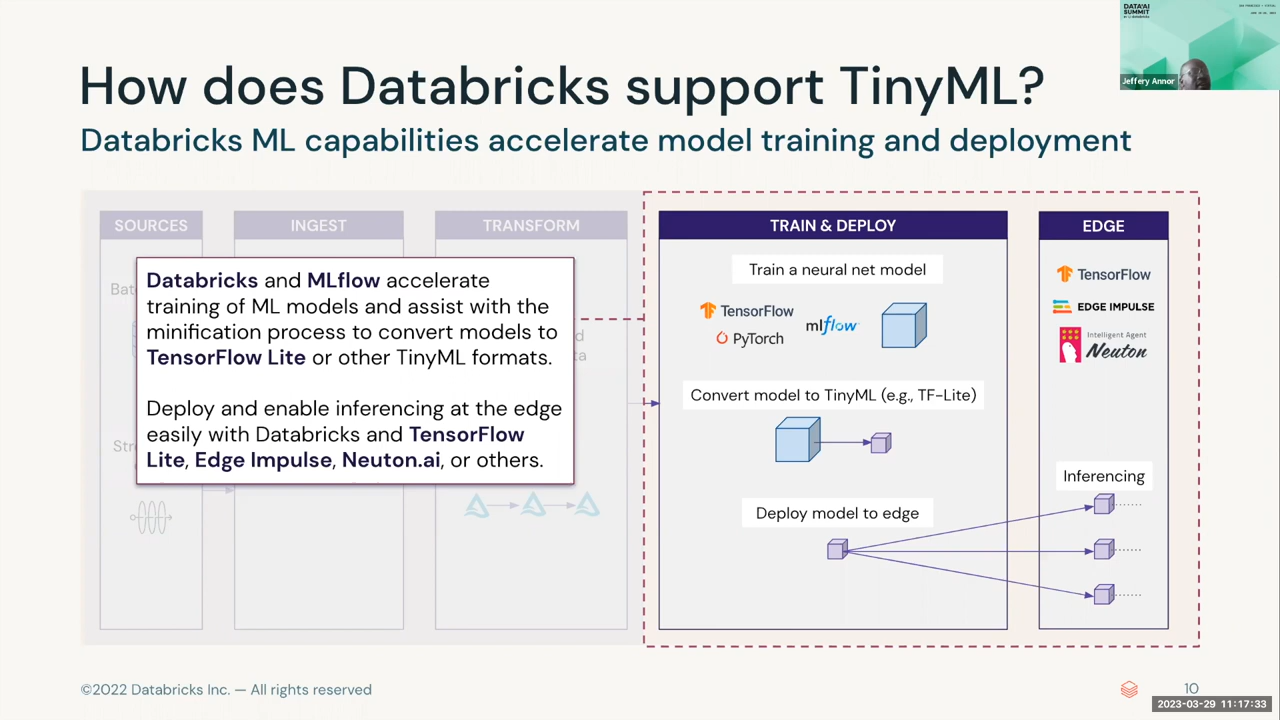 DATA+AI
SUMMIT
Jeffery Annor
How does Databricks support TinyML?
Databricks ML capabilities accelerate model training and deployment
SOURCES
INGEST
TRANSFORM
TRAIN & DEPLOY
EDGE
Databricks and MLflow accelerate
training of ML models and assist with the
minification process to convert models to
TensorFlow Lite or other TinyML formats.
Deploy and enable inferencing at the edge
easily with Databricks and TensorFlow
Lite, Edge Impulse, Neuton.ai, or others.
Train a neural net model
TensorFlow
mlflow
PyTorch
Convert model to TinyML (e.g., TF-Lite)
Deploy model to edge
TensorFlow
EDGE IMPULSE
Intelligent Agent
Neuton
Inferencing
©2022 Databricks Inc. — All rights reserved
10
2023-03-29 11:17:33